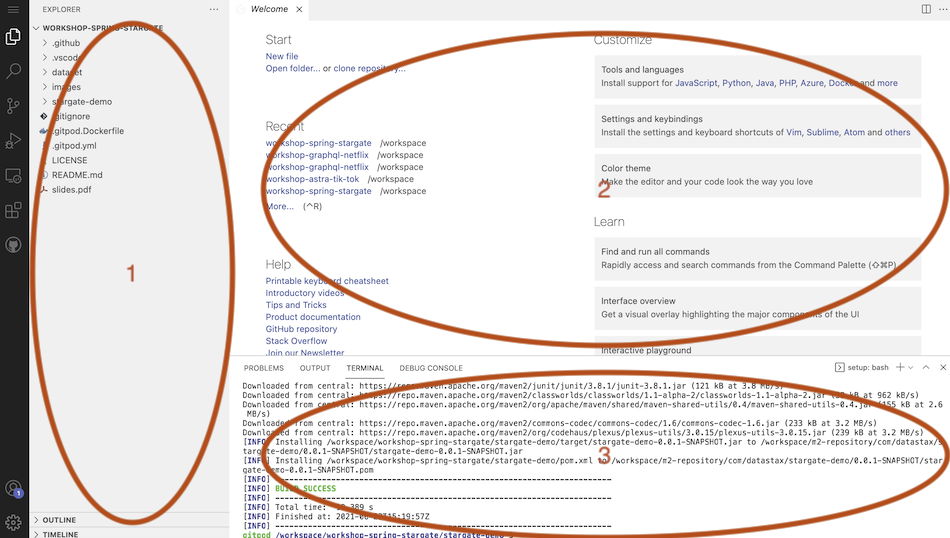 EXPLORER
WORKSHOP-SPRING-STARGATE
.github
.vscode
dataset
images
stargate-demo
.gitignore
.gitpod.Dockerfile
.gitpod.yml
LICENSE
README.md
slides.pdf
1
OUTLINE
TIMELINE
1
Welcome
Start
New file
Open folder... or clone repository...
Recent
workshop-spring-stargate /workspace
workshop-graphql-netflix /workspace
workshop-graphql-netflix /workspace
workshop-astra-tik-tok /workspace
workshop-spring-stargate /workspace
More... (^R)
Help
Printable keyboard cheatsheet
Introductory videos
Tips and Tricks
Product documentation
GitHub repository
Stack Overflow
Join our Newsletter
Customize
Tools and languages
Install support for JavaScript, Python, Java, PHP, Azure, Docker and more
Settings and keybindings
Install the settings and keyboard shortcuts of Vim, Sublime, Atom and others
Color theme
Make the editor and your code look the way you love
2
Learn
Find and run all commands
Rapidly access and search commands from the Command Palette (⇧⌘P)
Interface overview
Get a visual overlay highlighting the major components of the UI
Interactive playground
PROBLEMS OUTPUT TERMINAL DEBUG CONSOLE setup: bash
Downloaded from central: https://repo.maven.apache.org/maven2/junit/junit/3.8.1/junit-3.8.1.jar (121 kB at 3.8 MB/s)
Downloaded from central: https://repo.maven.apache.org/maven2/classworlds/classworlds/1.1-alpha-2/classworlds-1.1-alpha-2.jar kB at 962 kB/s)
Downloaded from central: https://repo.maven.apache.org/maven2/org/apache/maven/shared/maven-shared-utils/0.4/maven-shared-utils-0.4.jar (155 kB at 2.6
MB/s)
Downloaded from central: https://repo.maven.apache.org/maven2/commons-codec/commons-codec/1.6/commons-codec-1.6.jar (233 kB at 3.2 MB/s)
Downloaded from central: https://repo.maven.apache.org/maven2/org/codehaus/plexus/plexus-utils/3.0.15/plexus-utils-3.0.15.jar (239 kB at 3.2 MB/s)
[INFO] Installing /workspace/workshop-spring-stargate/stargate-demo/target/stargate-demo-0.0.1-SNAPSHOT.jar to /workspace/m2-repository/com/datastax/s
targate-demo/0.0.1-SNAPSHOT/stargate-demo-0.0.1-SNAPSHOT.jar
[INFO] Installing /workspace/workshop-spring-stargate/stargate-demo/pom.xml to /workspace/m2-repository/com/datastax/stargate-demo/0.0.1-SNAPSHOT/star
gate-demo-0.0.1-SNAPSHOT.pom
3
[INFO] ------------------------------------------------------------------------
[INFO] BUILD SUCCESS
[INFO] ------------------------------------------------------------------------
[INFO] Total time: s
[INFO] Finished at:
[INFO] ------------------------------------------------------------------------
gitpod /workspace/workshop-spring-stargate/stargate-demo $